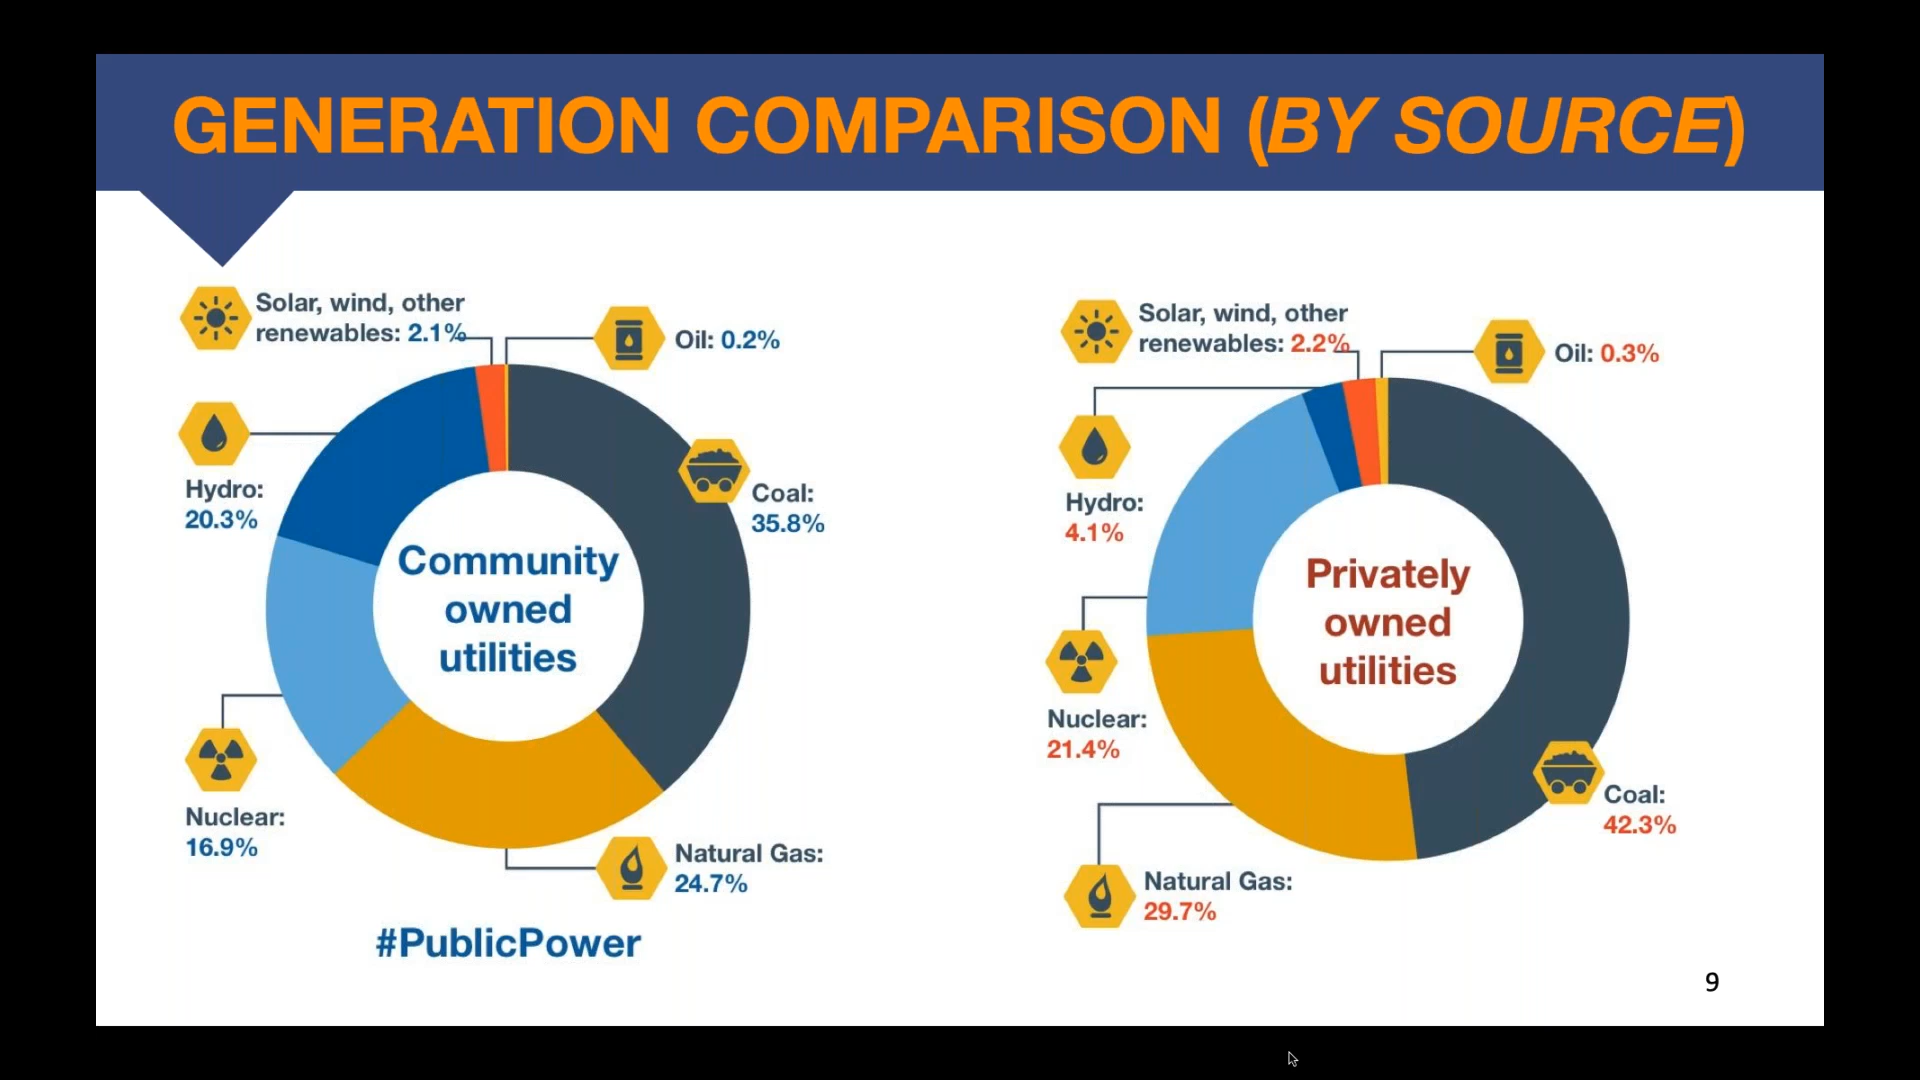 GENERATION COMPARISON (BY SOURCE)
Solar, wind, other
renewables: 2.1%
Oil: 0.2%
Hydro:
20.3%
Coal:
35.8%
Community
owned
utilities
Nuclear:
16.9%
Natural Gas:
24.7%
#PublicPower
Solar, wind, other
renewables: 2.2%
Oil: 0.3%
Hydro:
4.1%
Privately
owned
utilities
Nuclear:
21.4%
Coal:
42.3%
Natural Gas:
29.7%
9